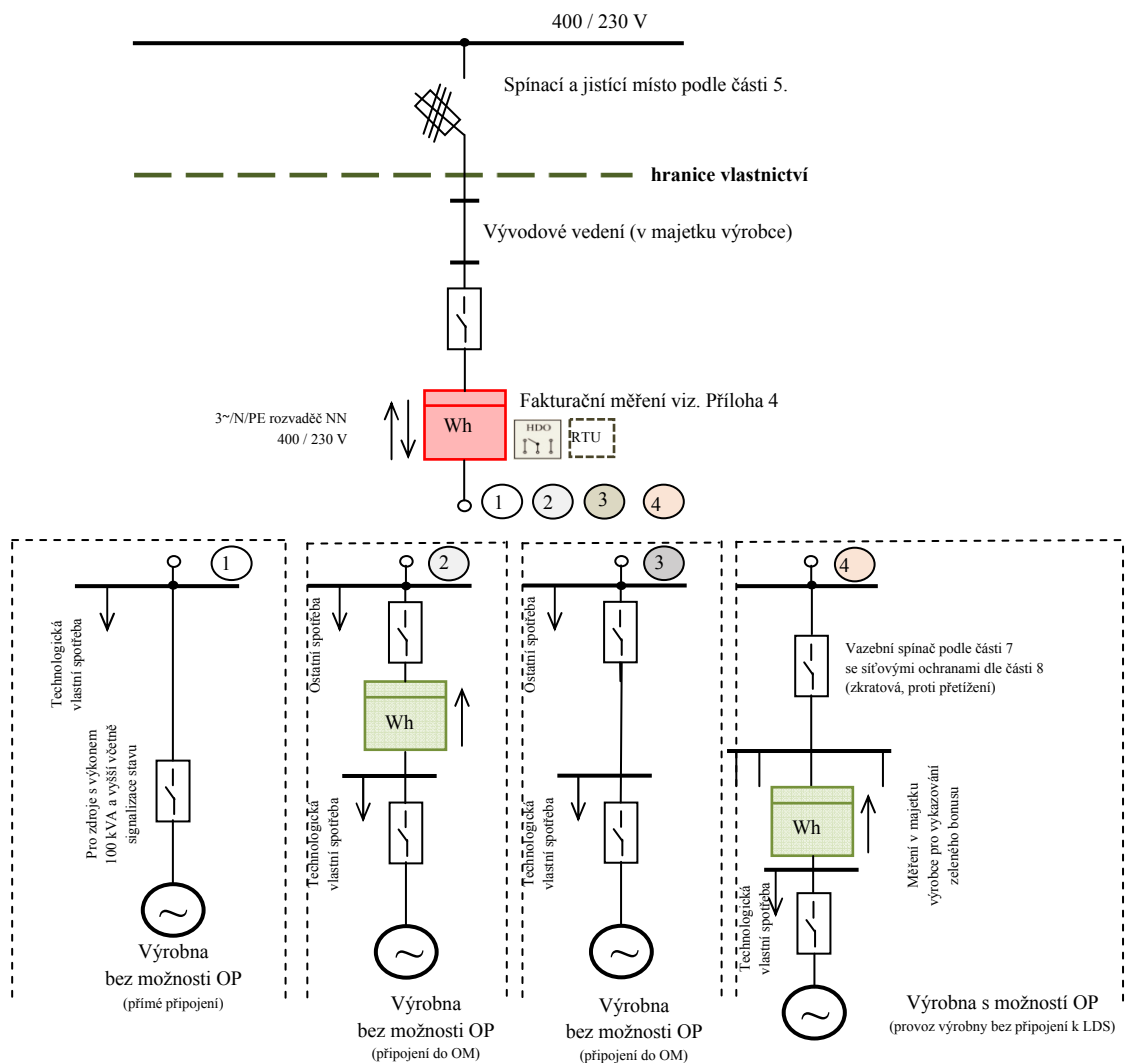 400 / 230 V
Spínací a jistící místo podle části 5.
hranice vlastnictví
Vývodové vedení (v majetku výrobce)
Fakturační měření viz. Příloha 4
3~/N/PE rozvaděč NN
400 / 230 V
Wh
HDO
RTU
1
2
3
4
1
Technologická
vlastní spotřeba
Pro zdroje s výkonem
100 kVA a vyšší včetně
signalizace stavu
~
Výrobna
bez možnosti OP
(přímé připojení)
2
Ostatní spotřeba
Wh
Technologická
vlastní spotřeba
~
Výrobna
bez možnosti OP
(připojení do OM)
3
Ostatní spotřeba
Technologická
vlastní spotřeba
~
Výrobna
bez možnosti OP
(připojení do OM)
4
Vazební spínač podle části 7
se síťovými ochranami dle části 8
(zkratová, proti přetížení)
Wh
Měření v majetku
výrobce pro vykazování
zeleného bonusu
Technologická
vlastní spotřeba
~
Výrobna s možností OP
(provoz výrobny bez připojení k LDS)